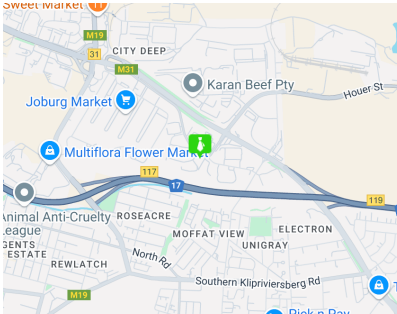 Sweet Market
11
M19
31
CITY DEEP
M31
Karan Beef Pty
Houer St
Joburg Market
Multiflora Flower Market
117
17
119
Animal Anti-Cruelty
League
ROSEACRE
MOFFAT VIEW
ELECTRON
UNIGRAY
ESTATE
North Rd
REWLATCH
Southern Klipriviersberg Rd
M19
Pick n Pay